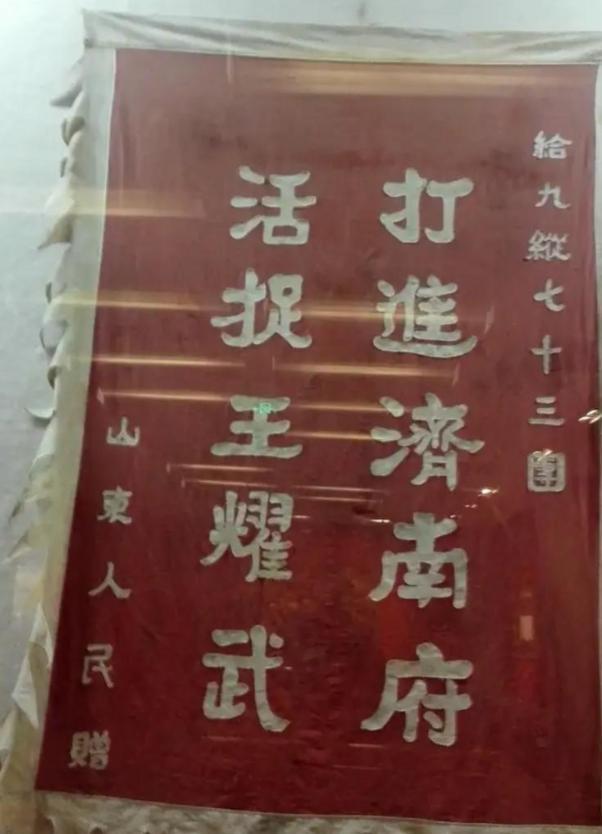 給九縱七十三團
打進濟南府
活捉王耀武
山東人民贈